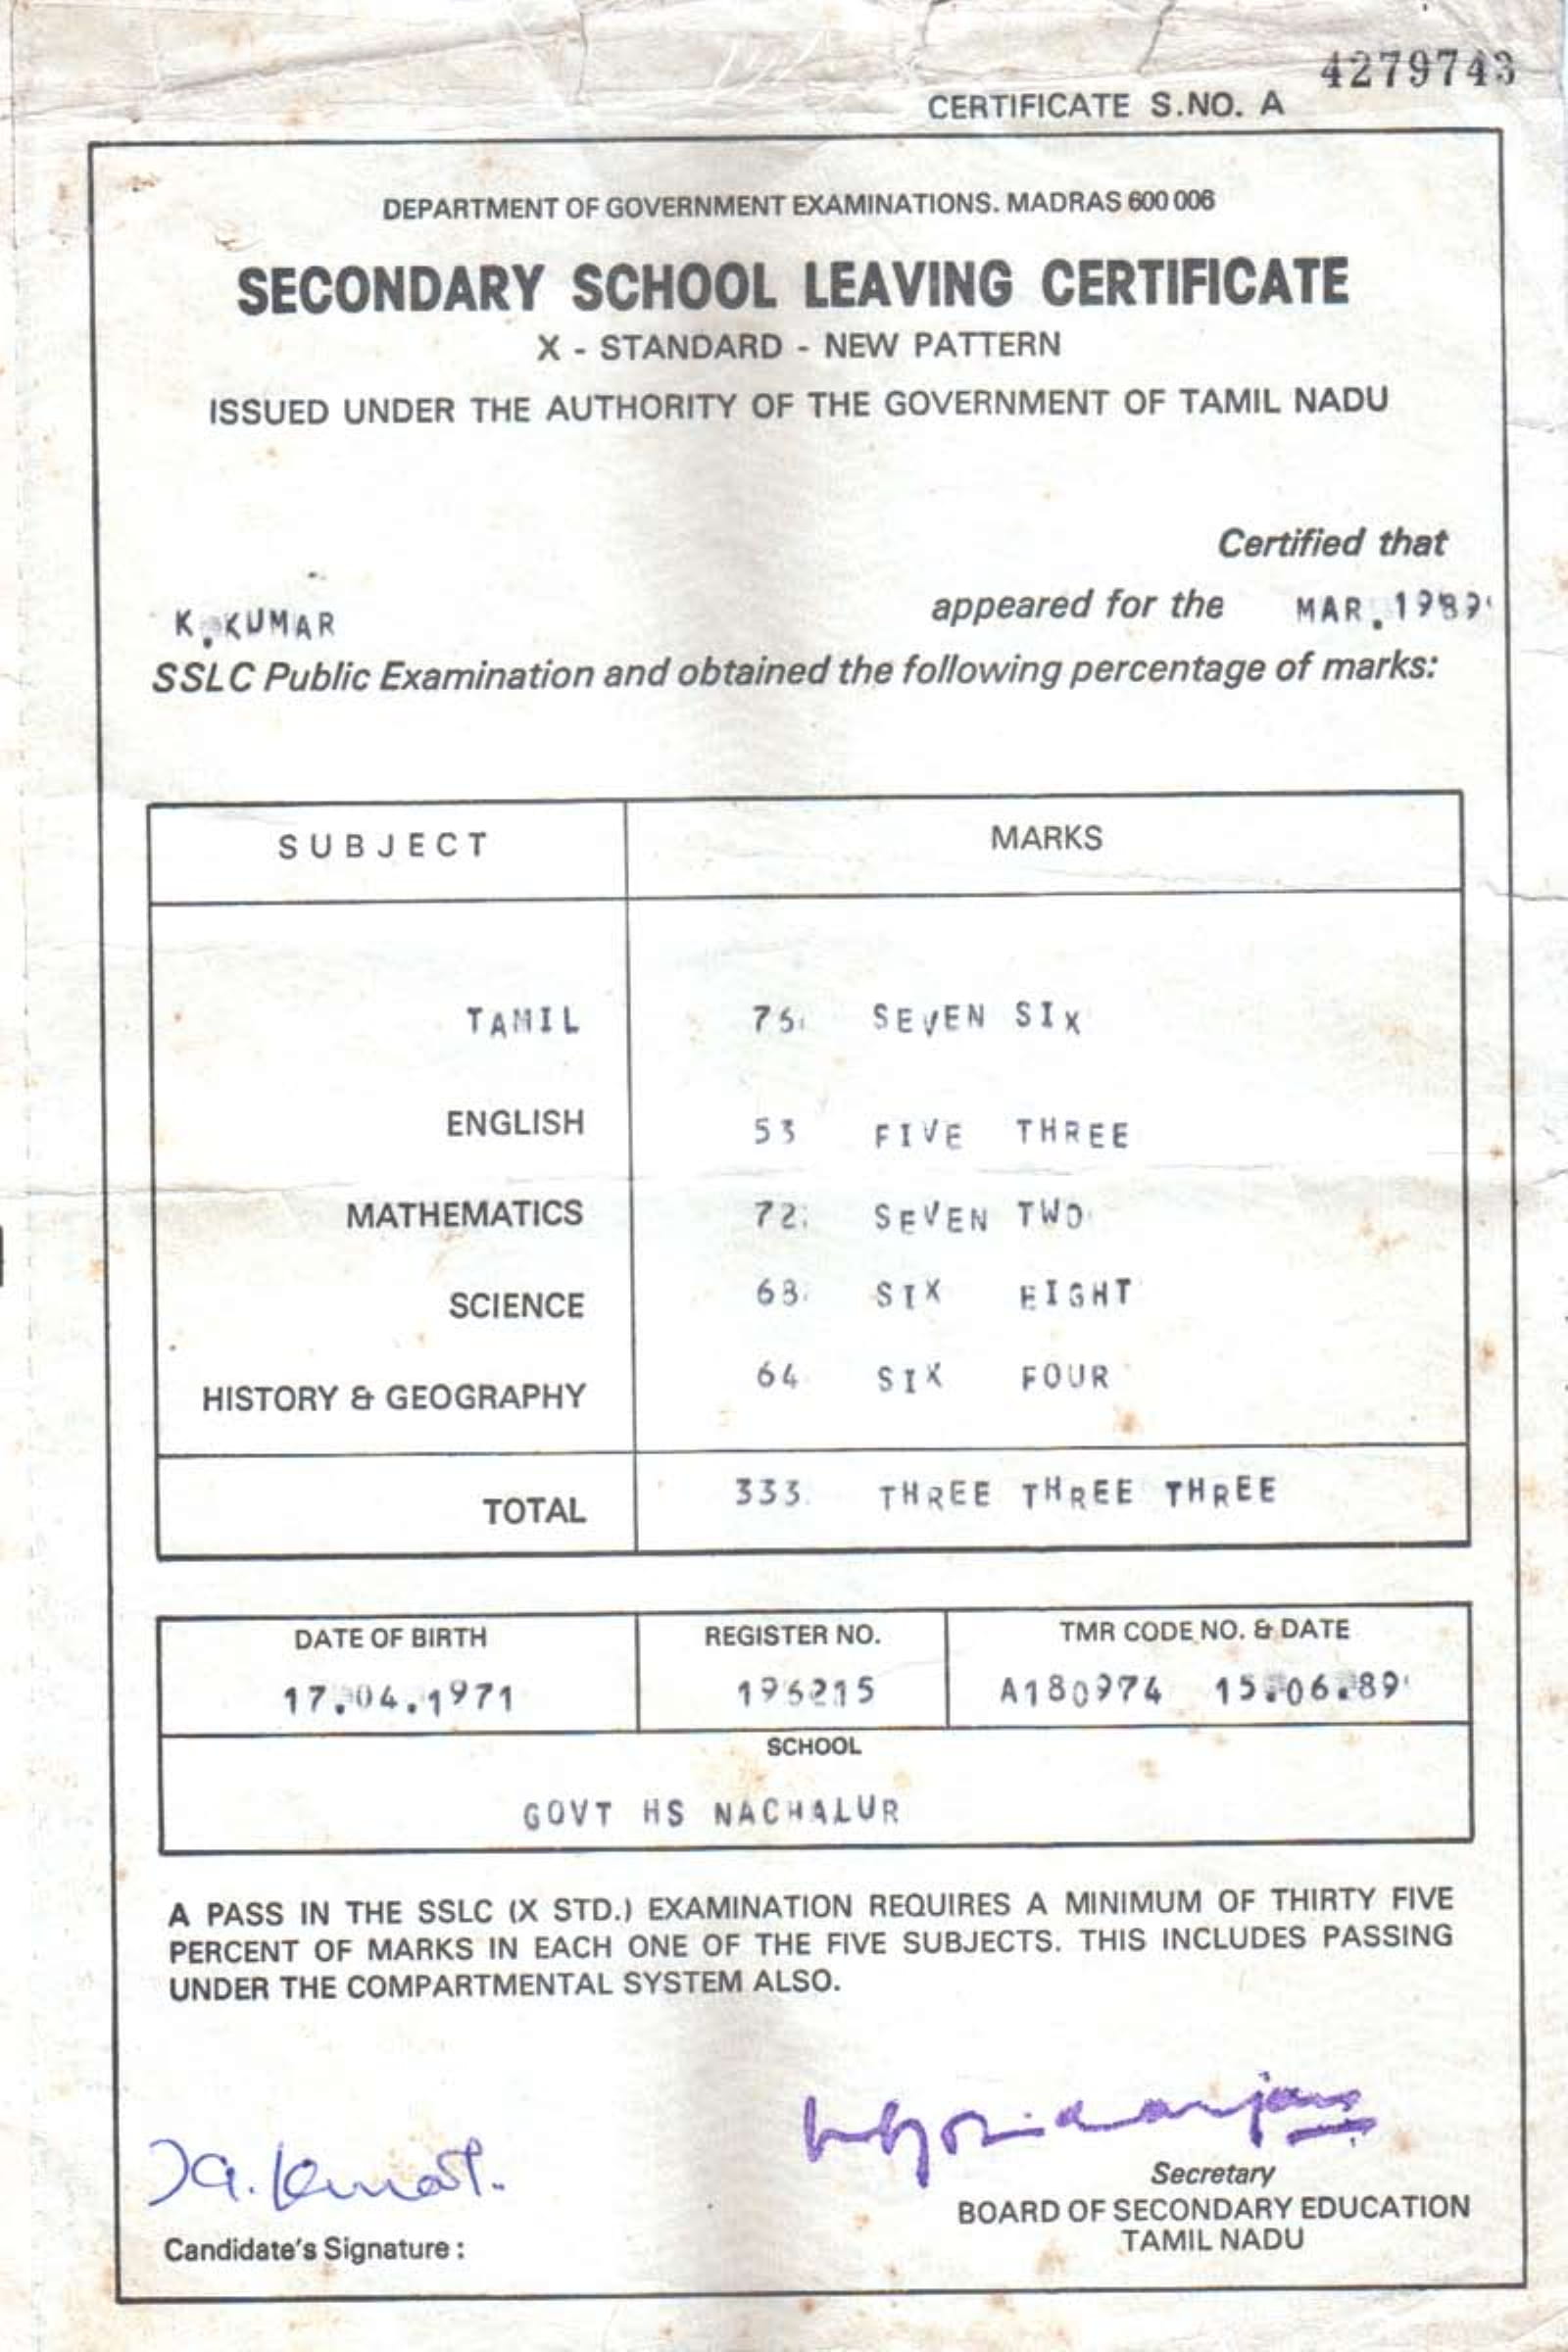 4279743
CERTIFICATE S.NO. A
DEPARTMENT OF GOVERNMENT EXAMINATIONS. MADRAS 600 006
SECONDARY SCHOOL LEAVING CERTIFICATE
X - STANDARD - NEW PATTERN
ISSUED UNDER THE AUTHORITY OF THE GOVERNMENT OF TAMIL NADU
Certified that
K.KUMAR appeared for the MAR.1989
SSLC Public Examination and obtained the following percentage of marks:
SUBJECT MARKS
TAMIL 76 SEVEN SIX
ENGLISH 53 FIVE THREE
MATHEMATICS 72 SEVEN TWO
SCIENCE 68 SIX EIGHT
HISTORY & GEOGRAPHY 64 SIX FOUR
TOTAL 333 THREE THREE THREE
DATE OF BIRTH REGISTER NO. TMR CODE NO. & DATE
17.04.1971 196215 A180974 15.06.89
SCHOOL
GOVT HS NACHALUR
A PASS IN THE SSLC (X STD.) EXAMINATION REQUIRES A MINIMUM OF THIRTY FIVE
PERCENT OF MARKS IN EACH ONE OF THE FIVE SUBJECTS. THIS INCLUDES PASSING
UNDER THE COMPARTMENTAL SYSTEM ALSO.
Secretary
BOARD OF SECONDARY EDUCATION
TAMIL NADU
Candidate's Signature :